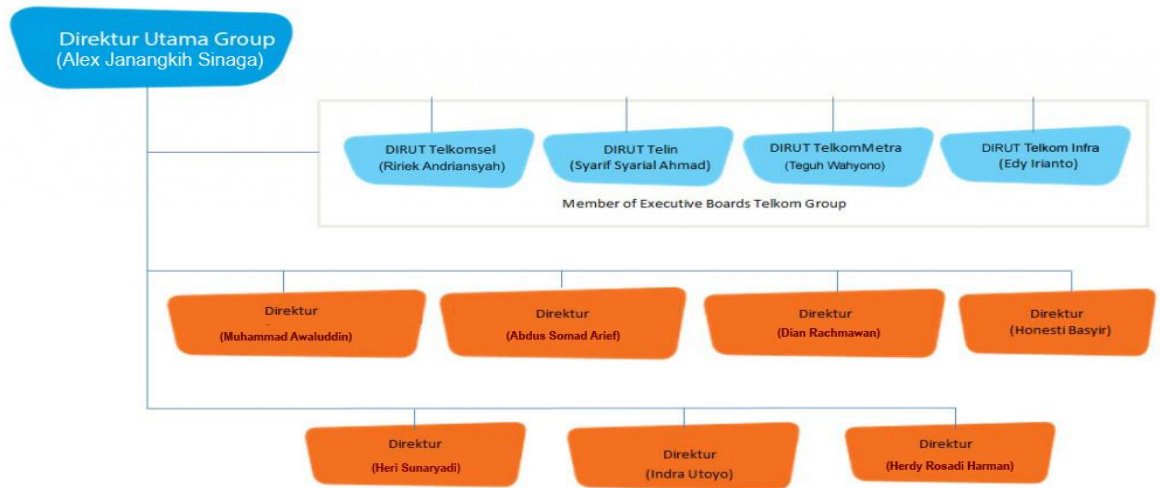 Direktur Utama Group
(Alex Janangkih Sinaga)
DIRUT Telkomsel
(Ririek Andriansyah)
DIRUT Telin
(Syarif Syarial Ahmad)
DIRUT TelkomMetra
(Teguh Wahyono)
DIRUT Telkom Infra
(Edy Irianto)
Member of Executive Boards Telkom Group
Direktur
(Muhammad Awaluddin)
Direktur
(Abdus Somad Arief)
Direktur
(Dian Rachmawan)
Direktur
(Honesti Basyir)
Direktur
(Heri Sunaryadi)
Direktur
(Indra Utoyo)
Direktur
(Herdy Rosadi Harman)